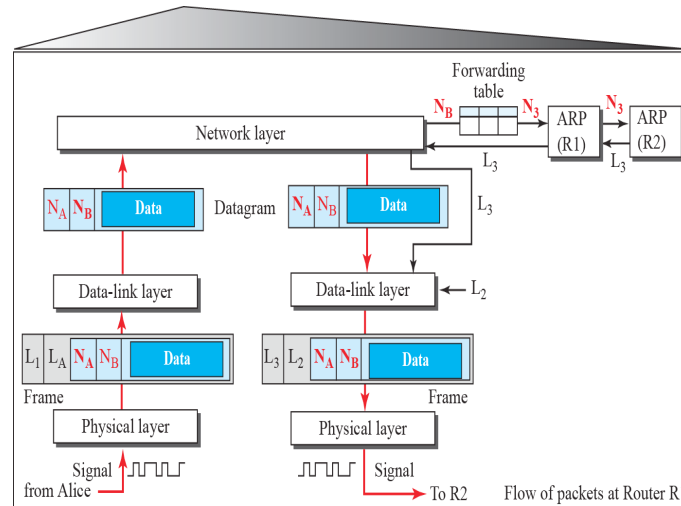 Forwarding
table
N_B N_3 N_3
ARP
(R1)
ARP
(R2)
Network layer
L_3 L_3
N_A N_B Data
Datagram
N_A N_B Data
L_3
Data-link layer
Data-link layer
L_2
L_1 L_A N_A N_B Data
L_3 L_2 N_A N_B Data
Frame
Frame
Physical layer
Physical layer
Signal
from Alice
Signal
To R2
Flow of packets at Router R